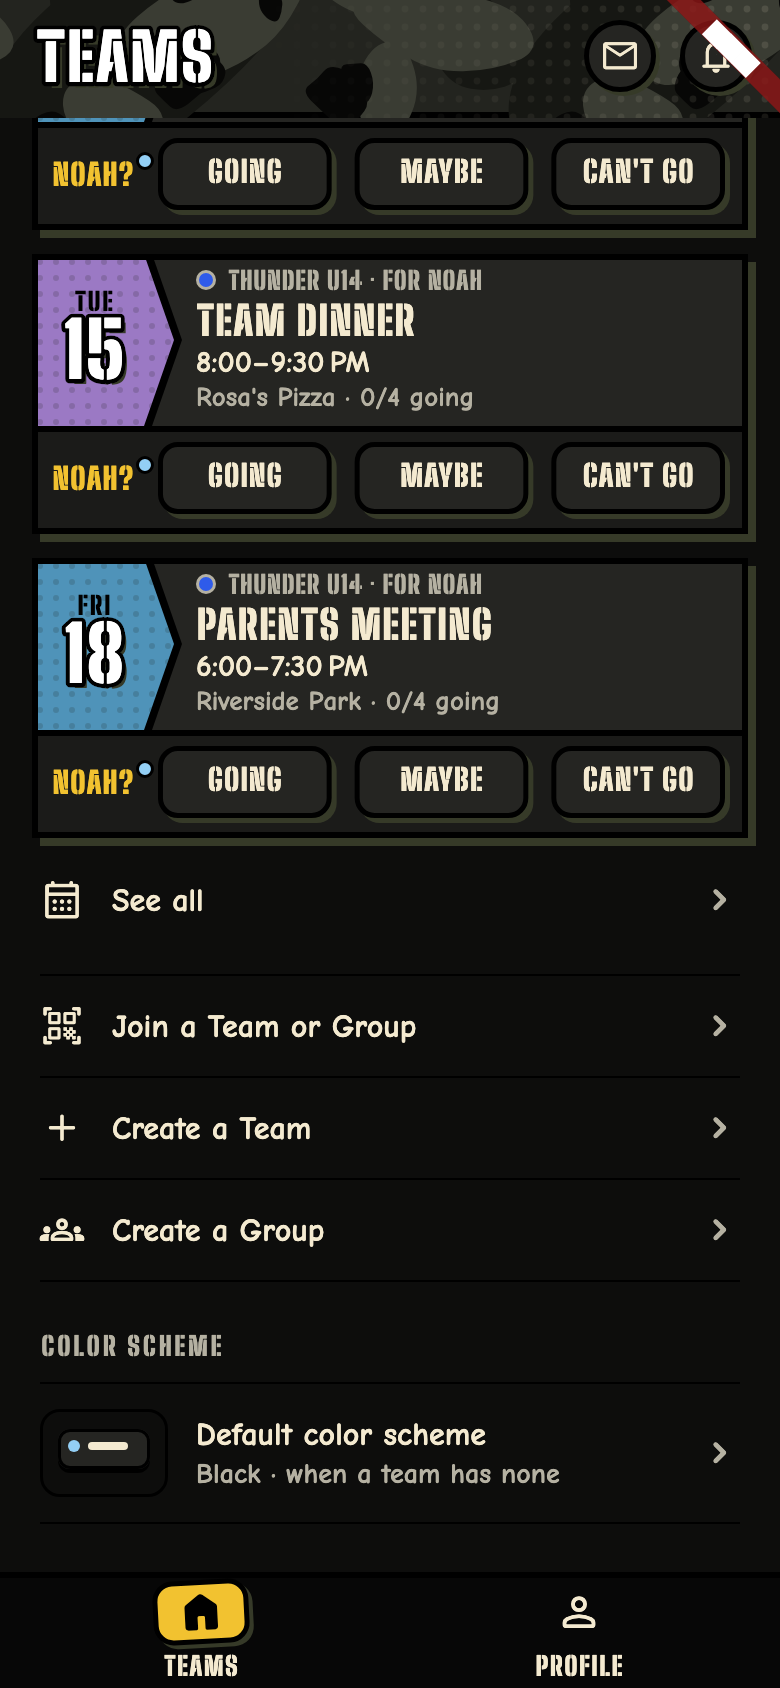 TEAMS
NOAH?
GOING
MAYBE
CAN'T GO
TUE
15
THUNDER U14 · FOR NOAH
TEAM DINNER
8:00–9:30 PM
Rosa's Pizza · 0/4 going
NOAH?
GOING
MAYBE
CAN'T GO
FRI
18
THUNDER U14 · FOR NOAH
PARENTS MEETING
6:00–7:30 PM
Riverside Park · 0/4 going
NOAH?
GOING
MAYBE
CAN'T GO
See all
Join a Team or Group
Create a Team
Create a Group
COLOR SCHEME
Default color scheme
Black · when a team has none
TEAMS
PROFILE